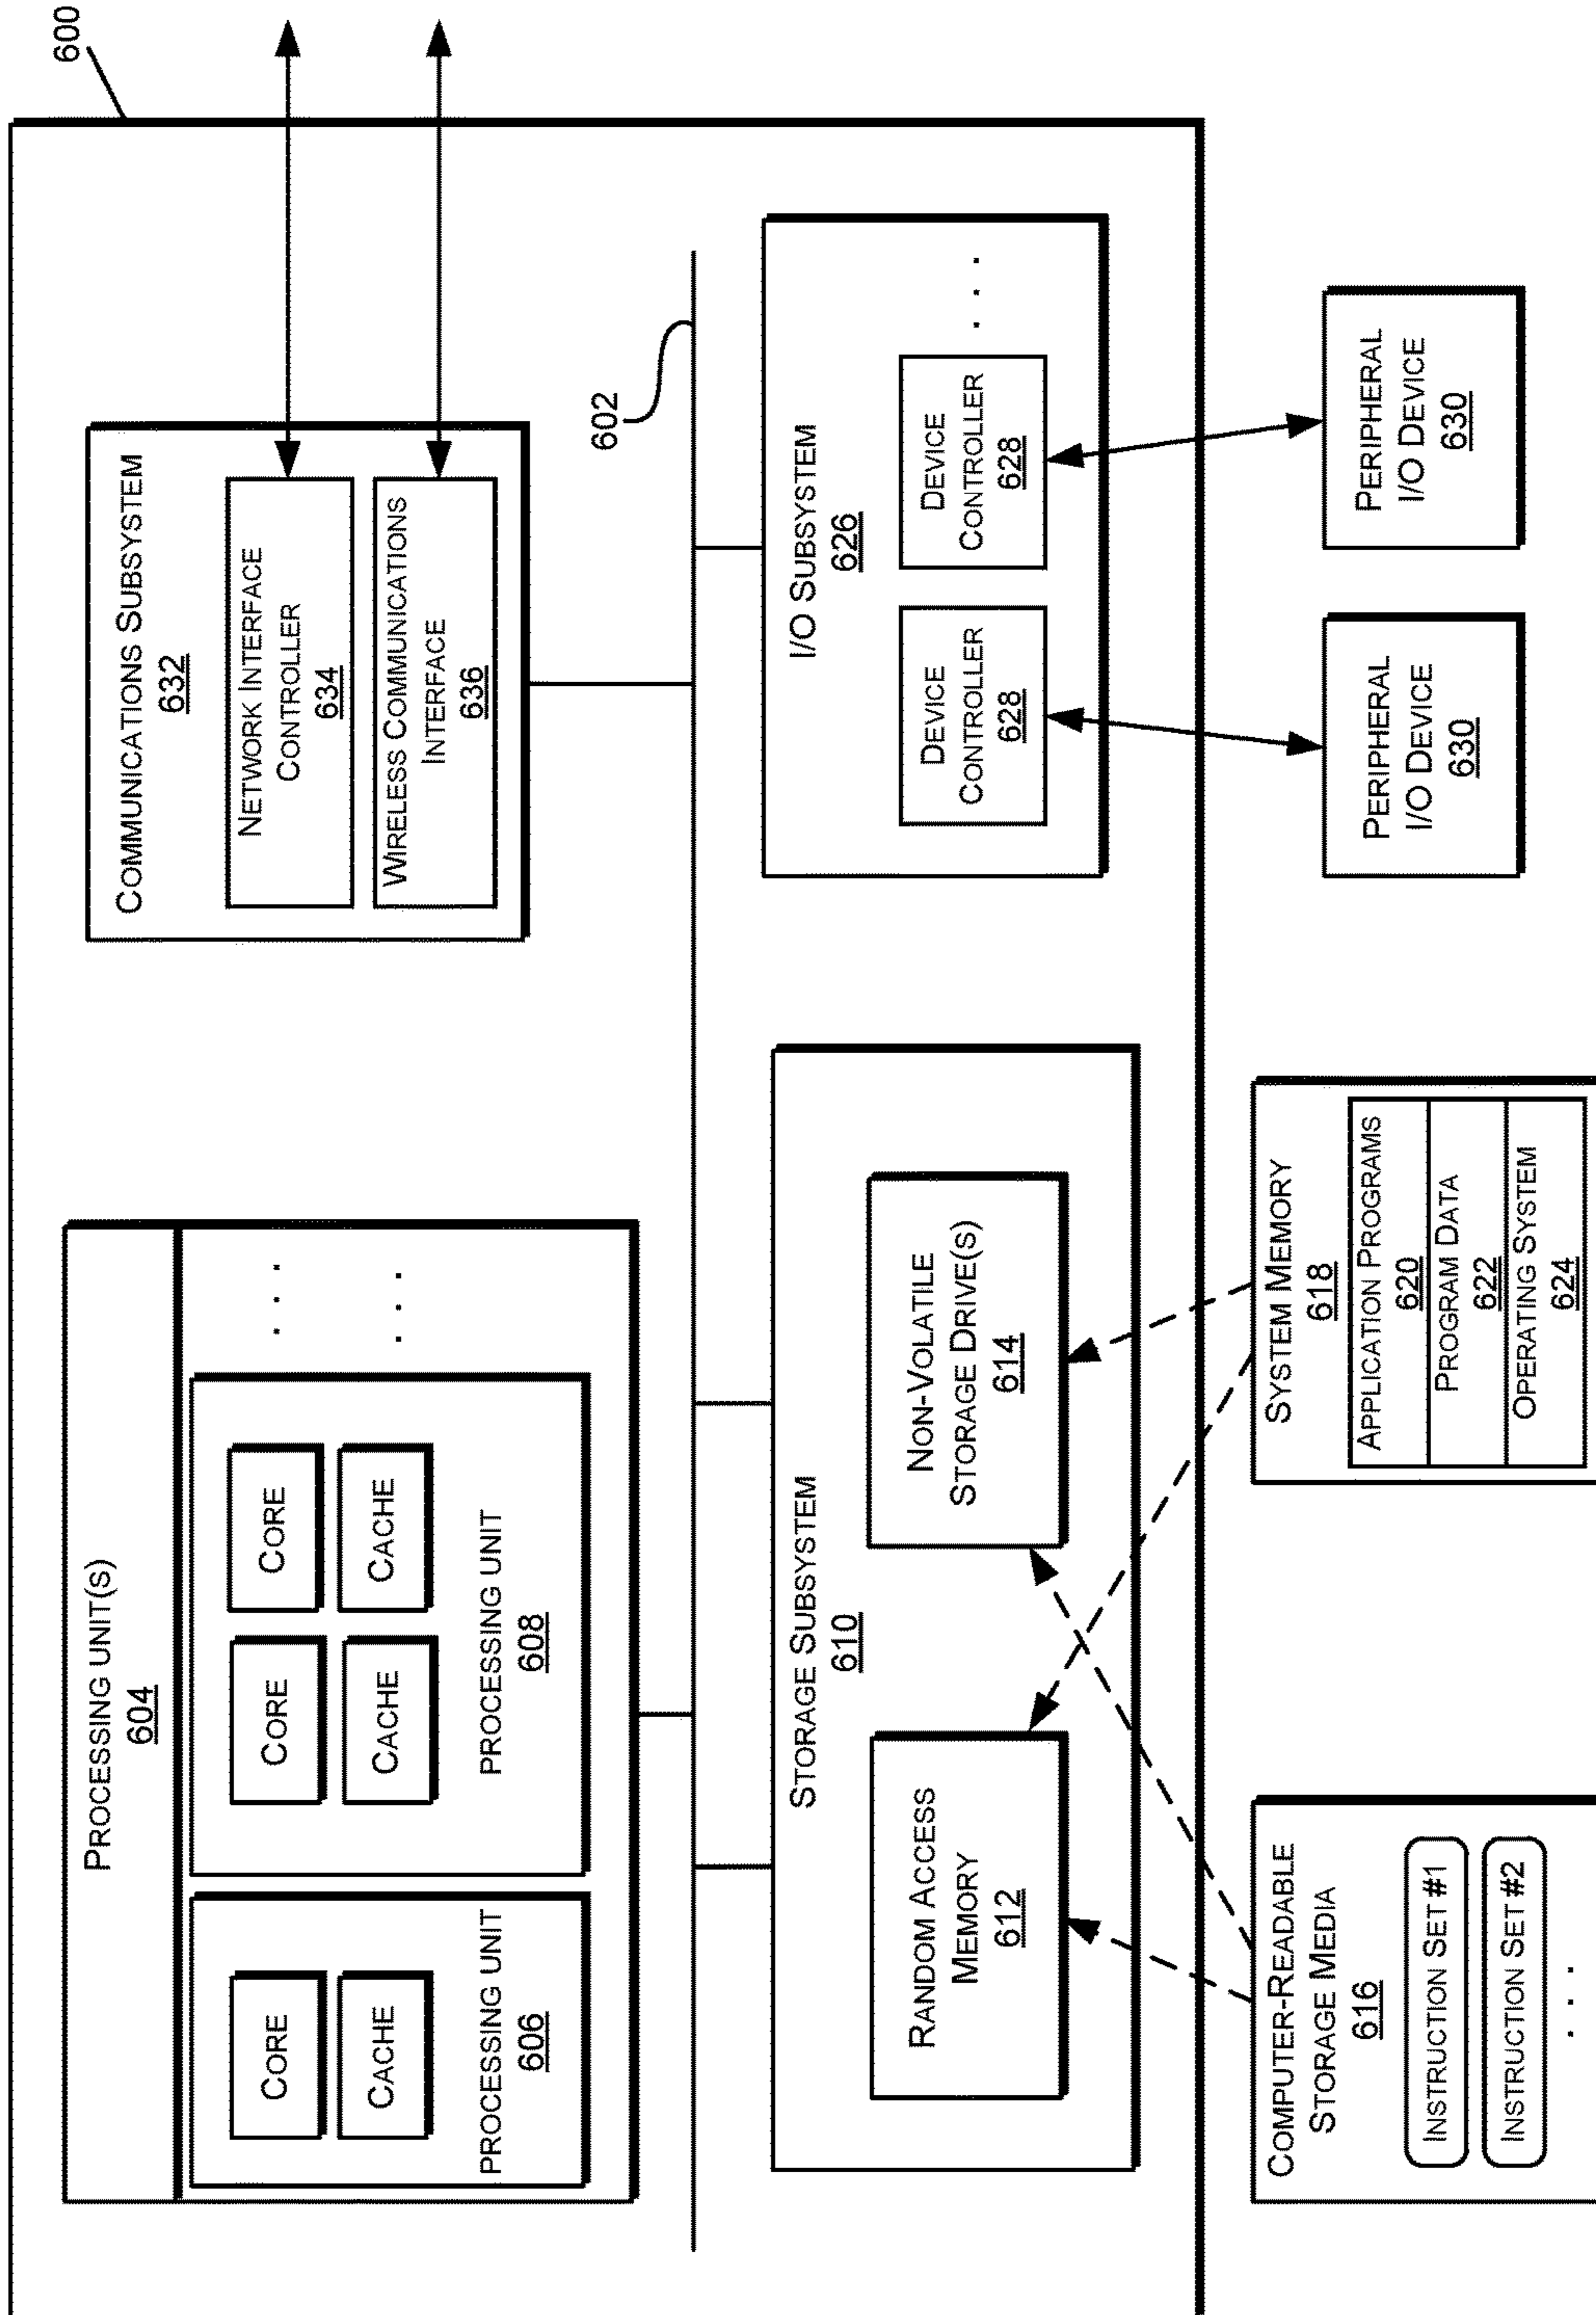 600
PROCESSING UNIT(S)
604
CORE
CACHE
PROCESSING UNIT
606
CORE
CORE
CACHE
CACHE
PROCESSING UNIT
608
. . .
. . .
COMMUNICATIONS SUBSYSTEM
632
NETWORK INTERFACE
CONTROLLER
634
WIRELESS COMMUNICATIONS
INTERFACE
636
602
STORAGE SUBSYSTEM
610
RANDOM ACCESS
MEMORY
612
NON-VOLATILE
STORAGE DRIVE(S)
614
I/O SUBSYSTEM
626
DEVICE
CONTROLLER
628
DEVICE
CONTROLLER
628
. . .
COMPUTER-READABLE
STORAGE MEDIA
616
INSTRUCTION SET #1
INSTRUCTION SET #2
. . .
SYSTEM MEMORY
618
APPLICATION PROGRAMS
620
PROGRAM DATA
622
OPERATING SYSTEM
624
PERIPHERAL
I/O DEVICE
630
PERIPHERAL
I/O DEVICE
630